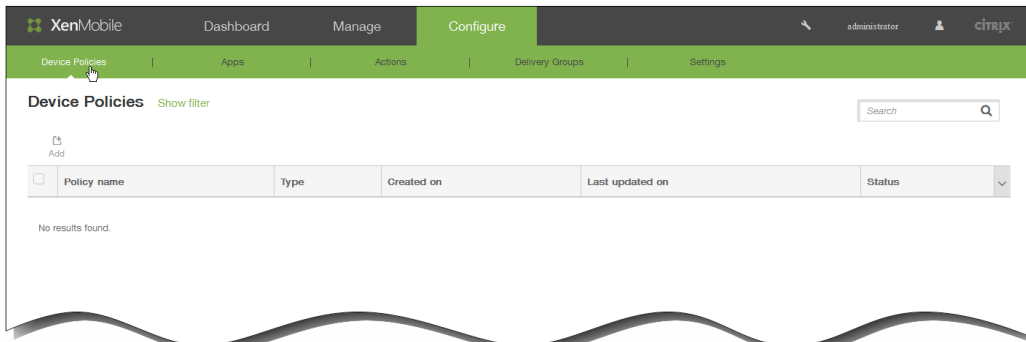 XenMobile Dashboard Manage Configure administrator CITRIX
Device Policies | Apps | Actions | Delivery Groups | Settings
Device Policies Show filter
Search
Add
Policy name Type Created on Last updated on Status
No results found.